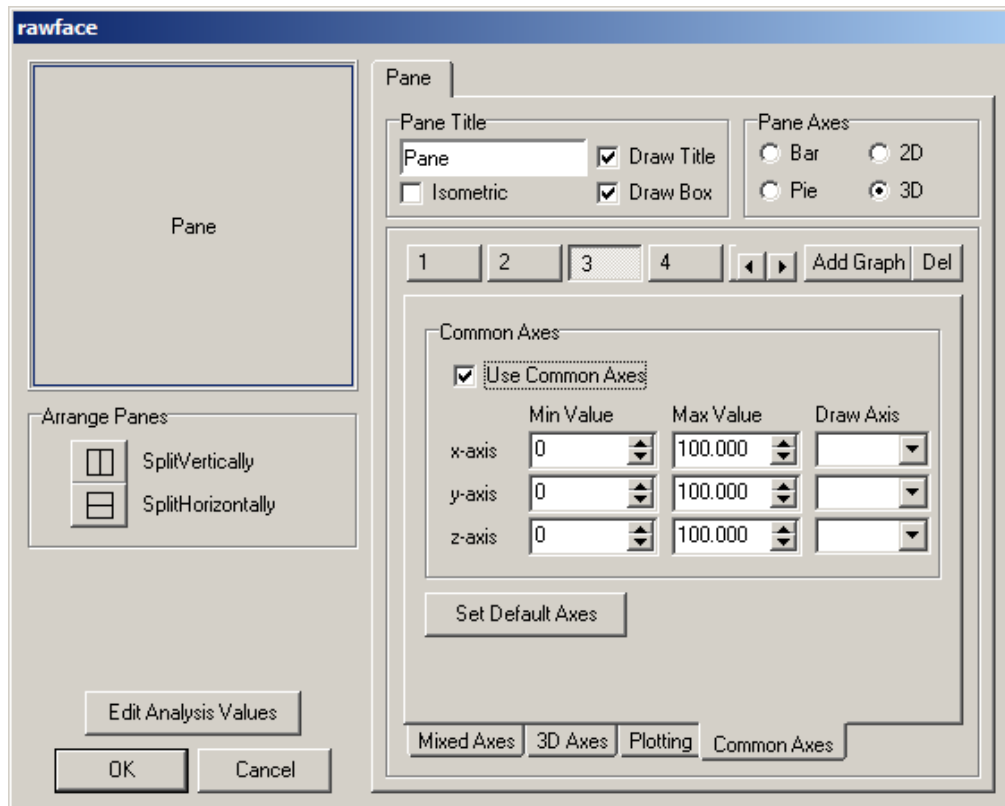 rawface
Pane
Pane
Pane Title
Pane
Draw Title
Isometric
Draw Box
Pane Axes
Bar
2D
Pie
3D
1 2 3 4 Add Graph Del
Common Axes
Use Common Axes
Min Value Max Value Draw Axis
x-axis 0 100.000
y-axis 0 100.000
z-axis 0 100.000
Set Default Axes
Mixed Axes 3D Axes Plotting Common Axes
Arrange Panes
SplitVertically
SplitHorizontally
Edit Analysis Values
OK Cancel